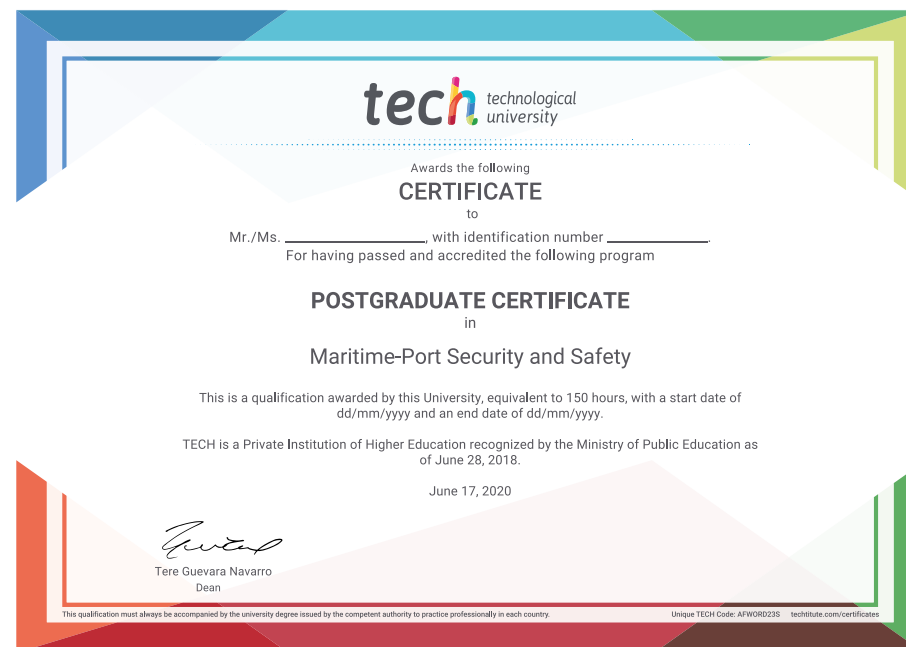 tech technological
university
Awards the following
CERTIFICATE
to
Mr./Ms. ____________________, with identification number ______________.
For having passed and accredited the following program
POSTGRADUATE CERTIFICATE
in
Maritime-Port Security and Safety
This is a qualification awarded by this University, equivalent to 150 hours, with a start date of
dd/mm/yyyy and an end date of dd/mm/yyyy.
TECH is a Private Institution of Higher Education recognized by the Ministry of Public Education as
of June 28, 2018.
June 17, 2020
Tere Guevara Navarro
Dean
This qualification must always be accompanied by the university degree issued by the competent authority to practice professionally in each country. Unique TECH Code: AFWORD23S techtitute.com/certificates